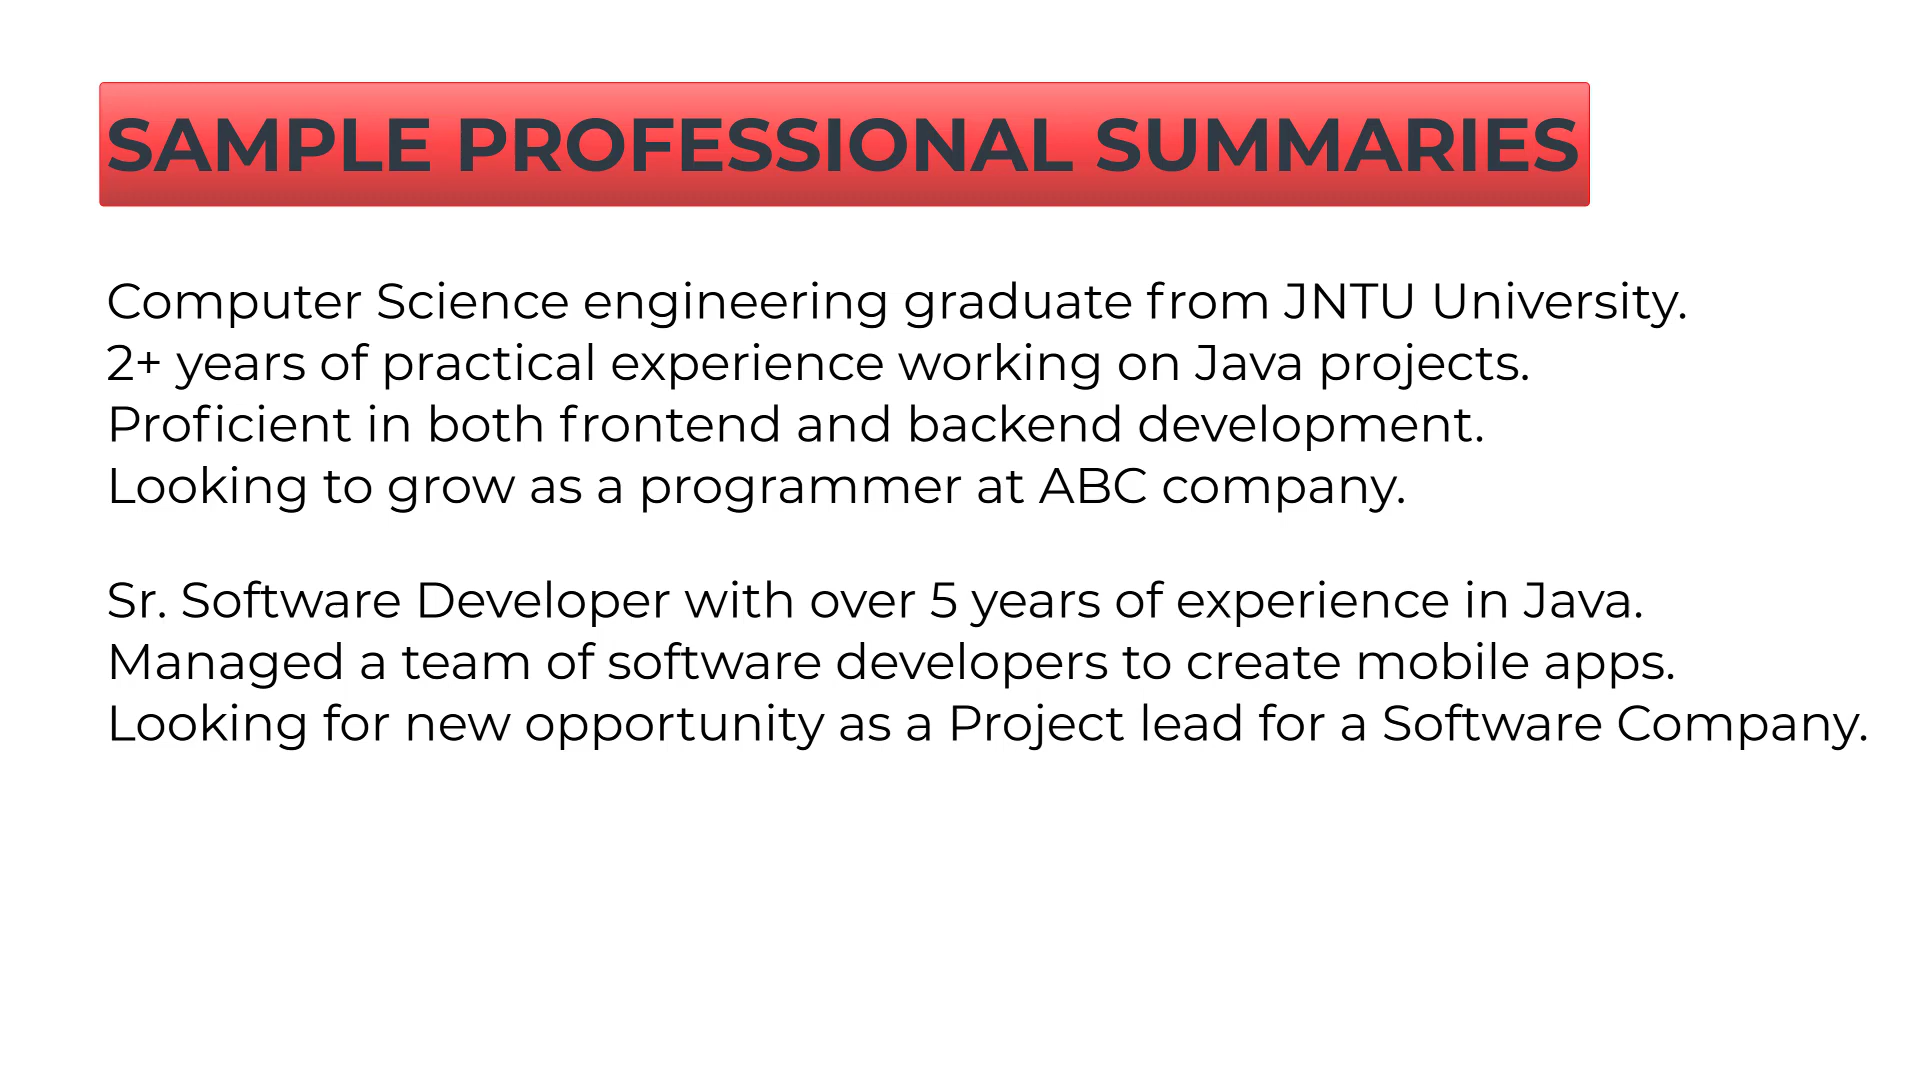 SAMPLE PROFESSIONAL SUMMARIES
Computer Science engineering graduate from JNTU University.
2+ years of practical experience working on Java projects.
Proficient in both frontend and backend development.
Looking to grow as a programmer at ABC company.
Sr. Software Developer with over 5 years of experience in Java.
Managed a team of software developers to create mobile apps.
Looking for new opportunity as a Project lead for a Software Company.